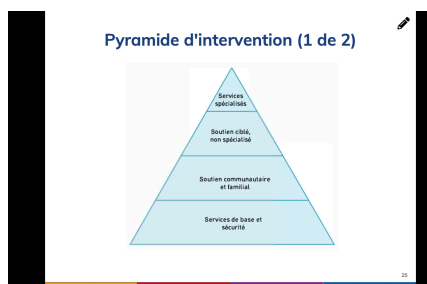 Pyramide d'intervention (1 de 2)
Services
spécialisés
Soutien ciblé,
non spécialisé
Soutien communautaire
et familial
Services de base et
sécurité
25